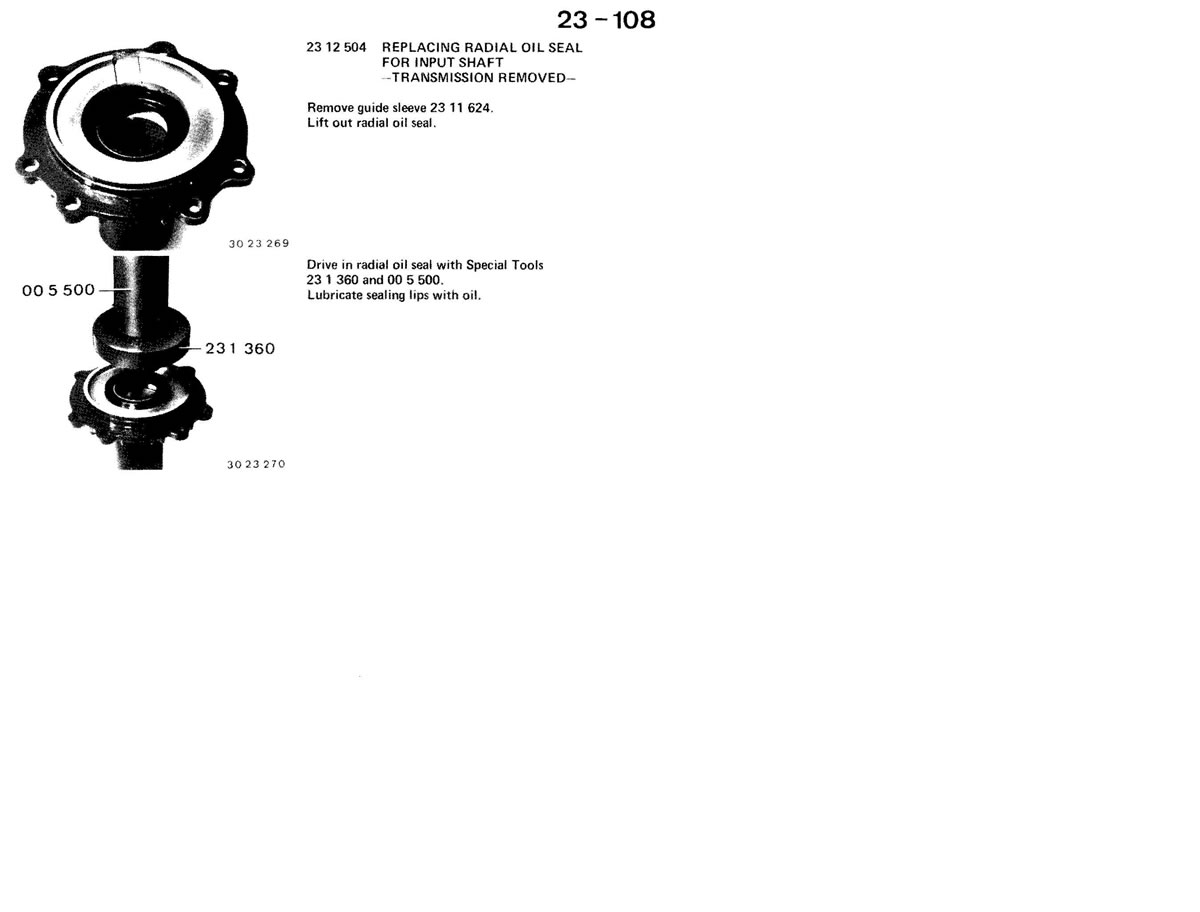 23 - 108
23 12 504 REPLACING RADIAL OIL SEAL
FOR INPUT SHAFT
--TRANSMISSION REMOVED--
Remove guide sleeve 23 11 624.
Lift out radial oil seal.
30 23 269
Drive in radial oil seal with Special Tools
23 1 360 and 00 5 500.
Lubricate sealing lips with oil.
00 5 500
23 1 360
30 23 270